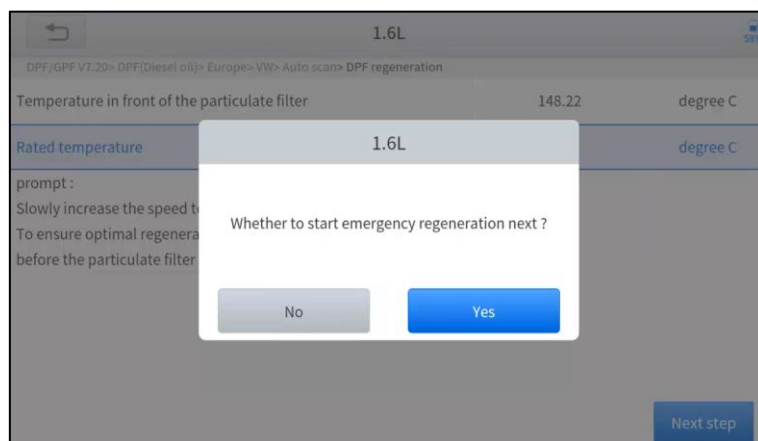 1.6L
58%
DPF/GPF V7.20> DPF(Diesel oil)> Europe> VW> Auto scan> DPF regeneration
Temperature in front of the particulate filter 148.22 degree C
Rated temperature degree C
prompt :
Slowly increase the speed
To ensure optimal
before the particulate filter
1.6L
Whether to start emergency regeneration next ?
No Yes
Next step